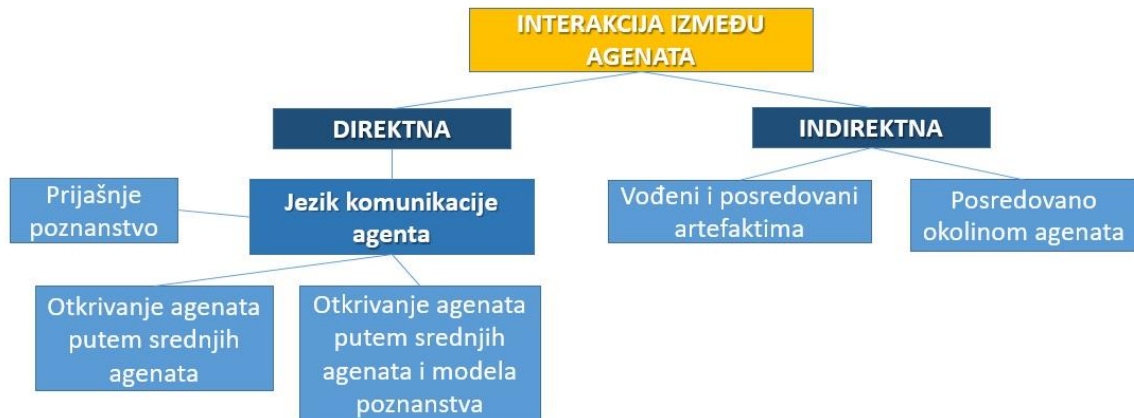 INTERAKCIJA IZMEĐU
AGENATA
DIREKTNA
INDIREKTNA
Prijašnje
poznanstvo
Jezik komunikacije
agenta
Vođeni i posredovani
artefaktima
Posredovano
okolinom agenata
Otkrivanje agenata
putem srednjih
agenata
Otkrivanje agenata
putem srednjih
agenata i modela
poznanstva